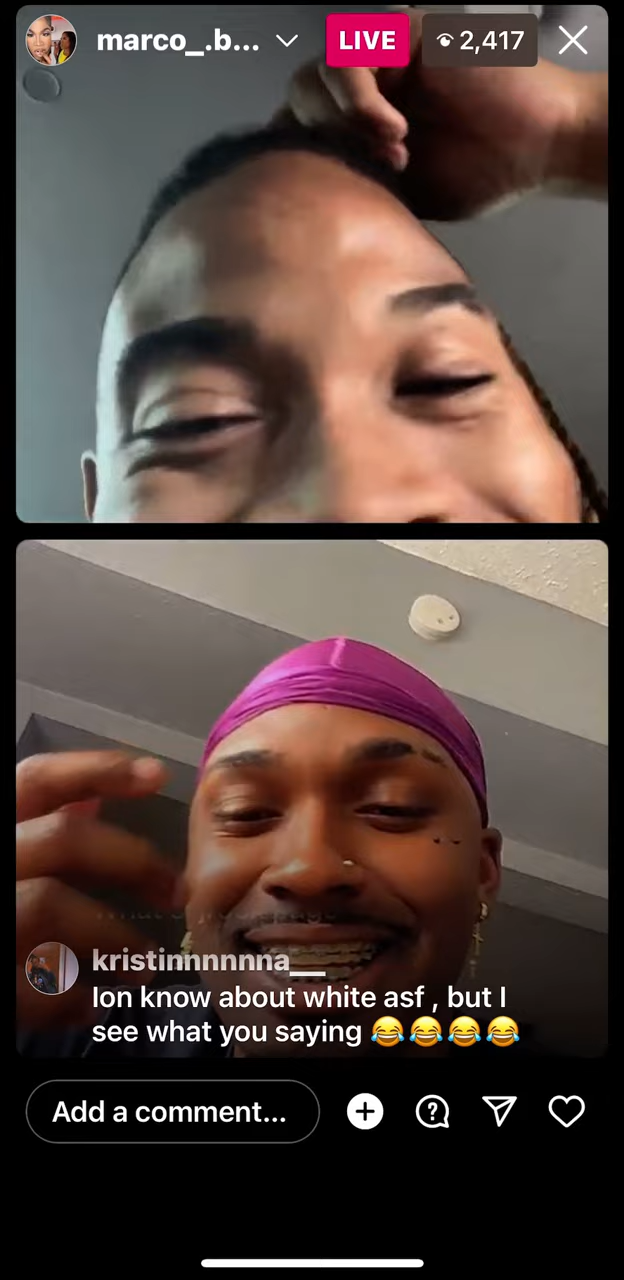 marco_.b...
LIVE
2,417
kristinnnnnna__
Ion know about white asf , but I
see what you saying 😂😂😂😂
Add a comment...